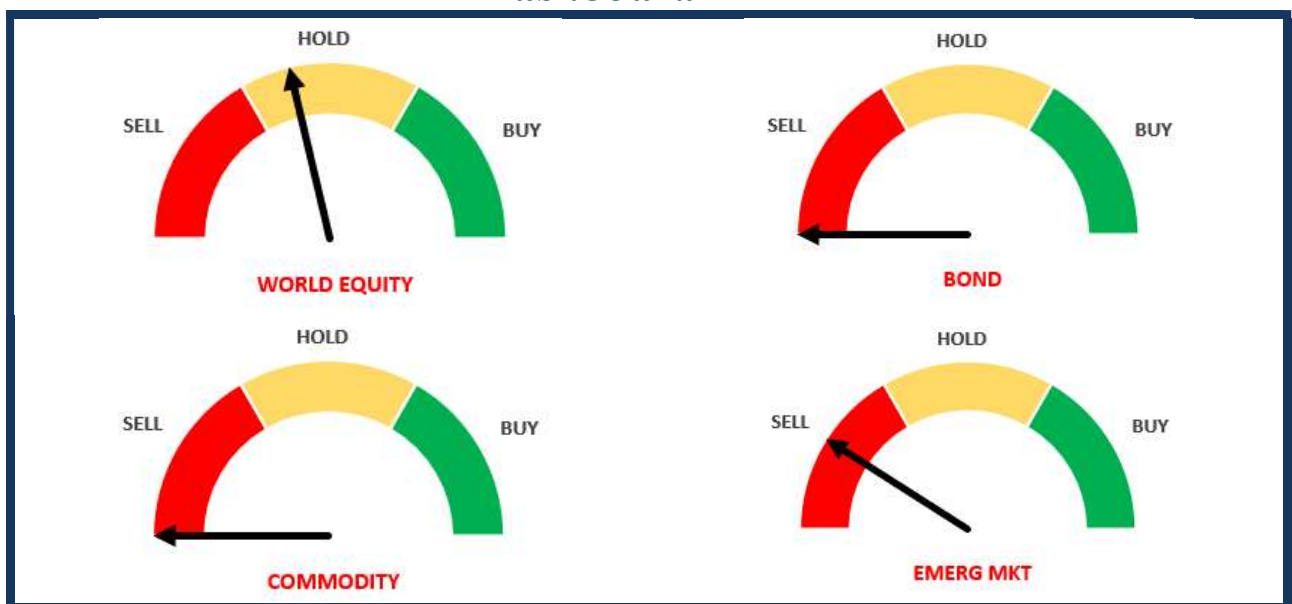 HOLD
SELL
BUY
WORLD EQUITY
HOLD
SELL
BUY
BOND
HOLD
SELL
BUY
COMMODITY
HOLD
SELL
BUY
EMERG MKT